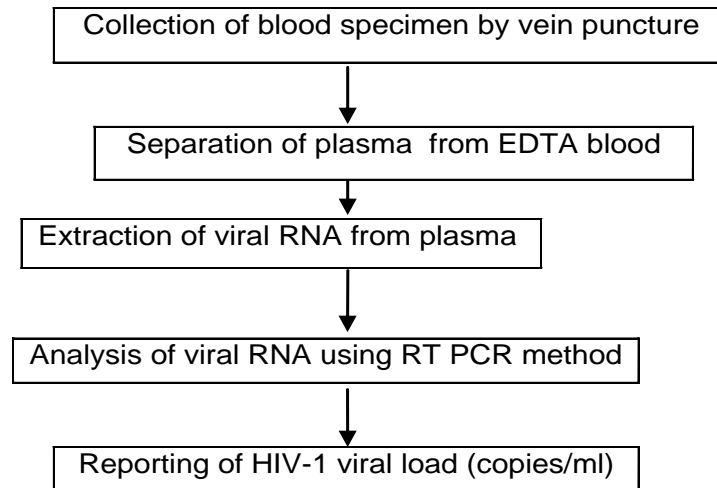 Collection of blood specimen by vein puncture
Separation of plasma from EDTA blood
Extraction of viral RNA from plasma
Analysis of viral RNA using RT PCR method
Reporting of HIV-1 viral load (copies/ml)